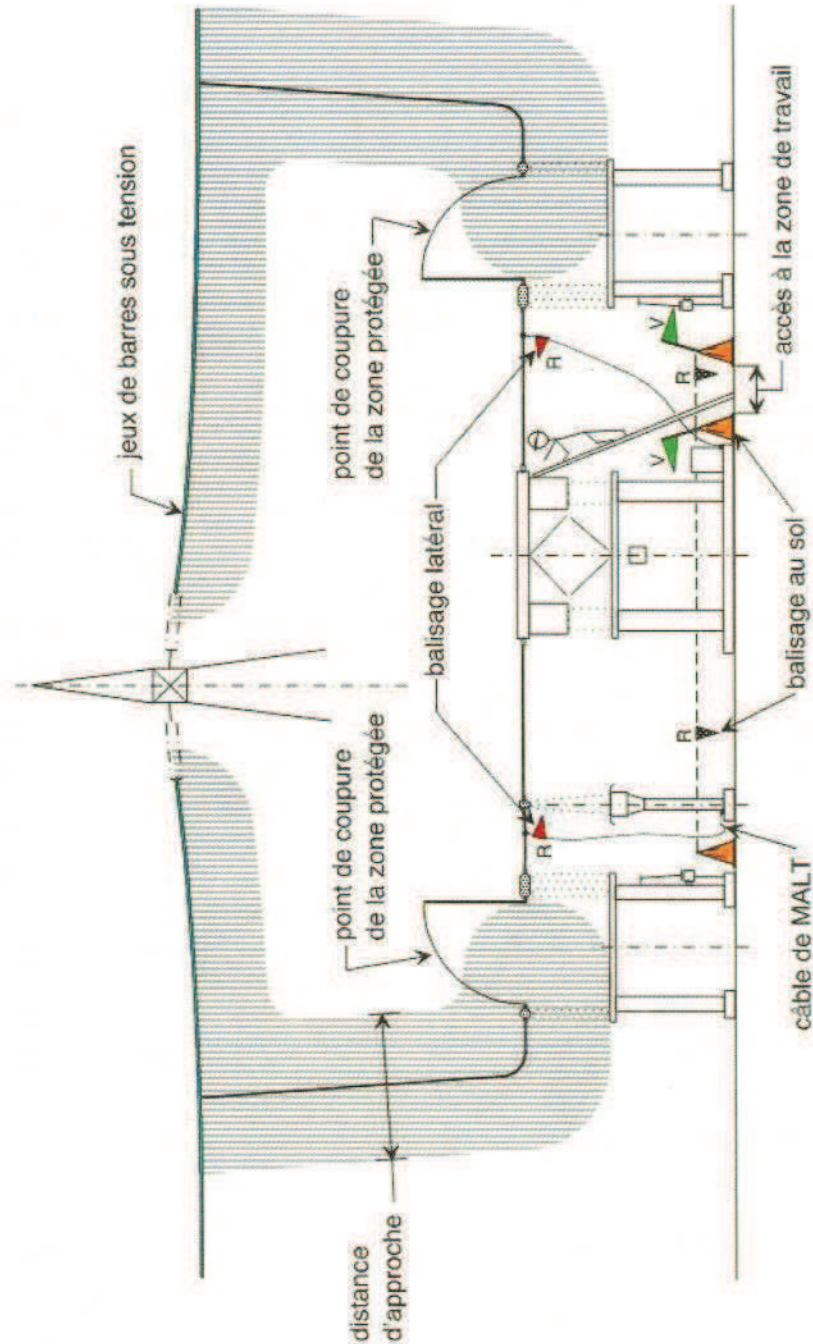 jeux de barres sous tension
point de coupure
de la zone protégée
point de coupure
de la zone protégée
distance
d'approche
balisage latéral
R
R
V
V
R
R
câble de MALT
balisage au sol
accès à la zone de travail